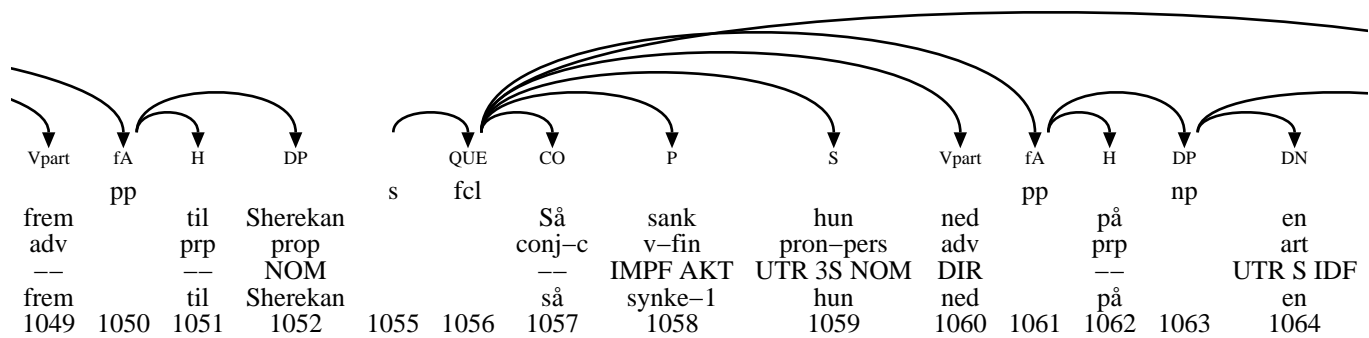 Vpart fA H DP QUE CO P S Vpart fA H DP DN
pp s fcl pp np
frem til Sherekan Så sank hun ned på en
adv prp prop conj−c v−fin pron−pers adv prp art
−− −− NOM −− IMPF AKT UTR 3S NOM DIR −− UTR S IDF
frem til Sherekan så synke−1 hun ned på en
1049 1050 1051 1052 1055 1056 1057 1058 1059 1060 1061 1062 1063 1064